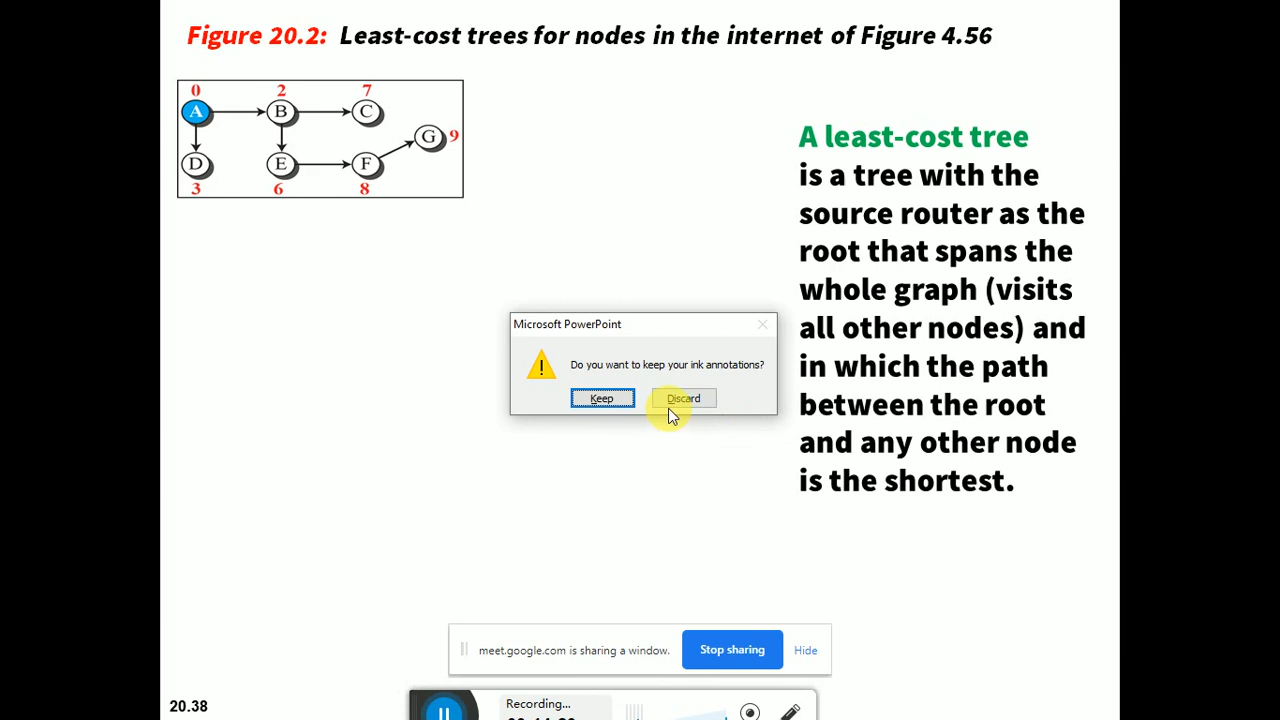 Figure 20.2: Least-cost trees for nodes in the internet of Figure 4.56
0 2 7
A B C
G 9
D E F
3 6 8
A least-cost tree
is a tree with the
source router as the
root that spans the
whole graph (visits
all other nodes) and
in which the path
between the root
and any other node
is the shortest.
Microsoft PowerPoint
Do you want to keep your ink annotations?
Keep Discard
meet.google.com is sharing a window. Stop sharing Hide
Recording...
20.38